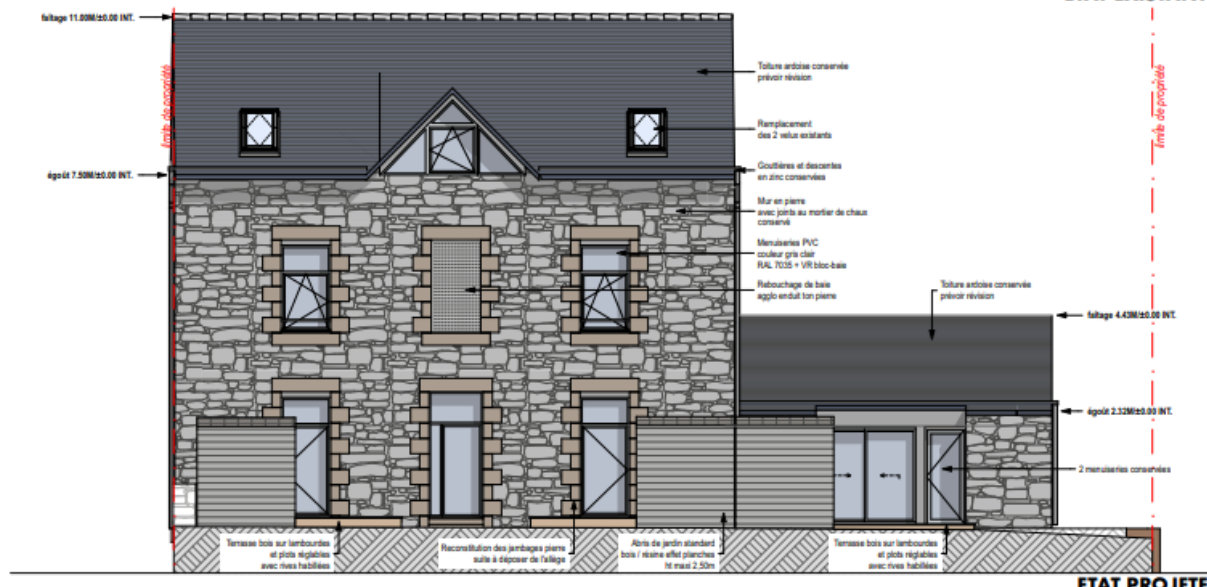 faîtage 11.00M/±0.00 INT.
limite de propriété
Toiture ardoise conservée
prévoir révision
limite de propriété
Remplacement
des 2 velux existants
égoût 7.50M/±0.00 INT.
Gouttières et descentes
en zinc conservées
Mur en pierre
avec joints au mortier de chaux
conservé
Menuiseries PVC
couleur gris clair
RAL 7035 + VR bloc-baie
Rebouchage de baie
agglo enduit ton pierre
Toiture ardoise conservée
prévoir révision
faîtage 4.43M/±0.00 INT.
égoût 2.32M/±0.00 INT.
2 menuiseries conservées
Terrasse bois sur lambourdes
et plots réglables
avec rives habillées
Reconstitution des jambages pierre
suite à déposer de l'allège
Abris de jardin standard
bois / résine effet planches
ht maxi 2,50m
Terrasse bois sur lambourdes
et plots réglables
avec rives habillées
ETAT PROJETE